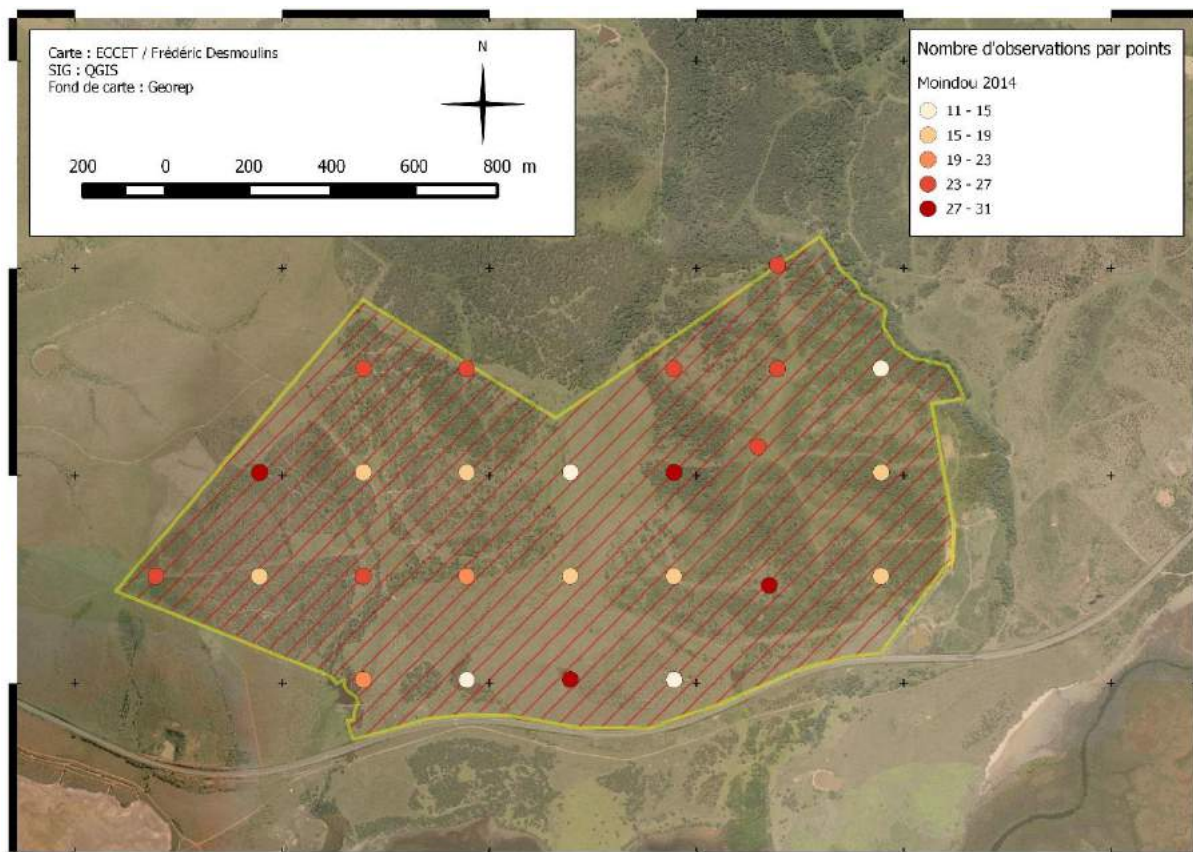 Carte : ECCET / Frédéric Desmoulins
SIG : QGIS
Fond de carte : Georep
N
200 0 200 400 600 800 m
Nombre d'observations par points
Moindou 2014
11 - 15
15 - 19
19 - 23
23 - 27
27 - 31